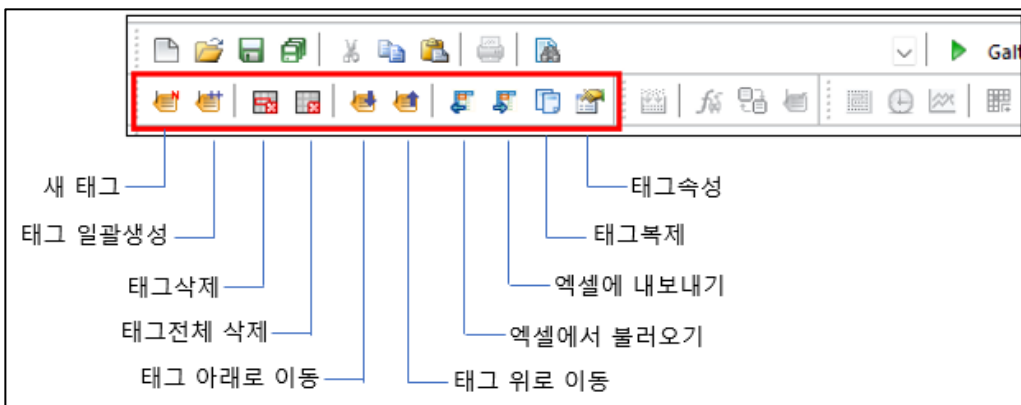 Galt
새 태그
태그속성
태그 일괄생성
태그복제
태그삭제
엑셀에 내보내기
태그전체 삭제
엑셀에서 불러오기
태그 아래로 이동
태그 위로 이동